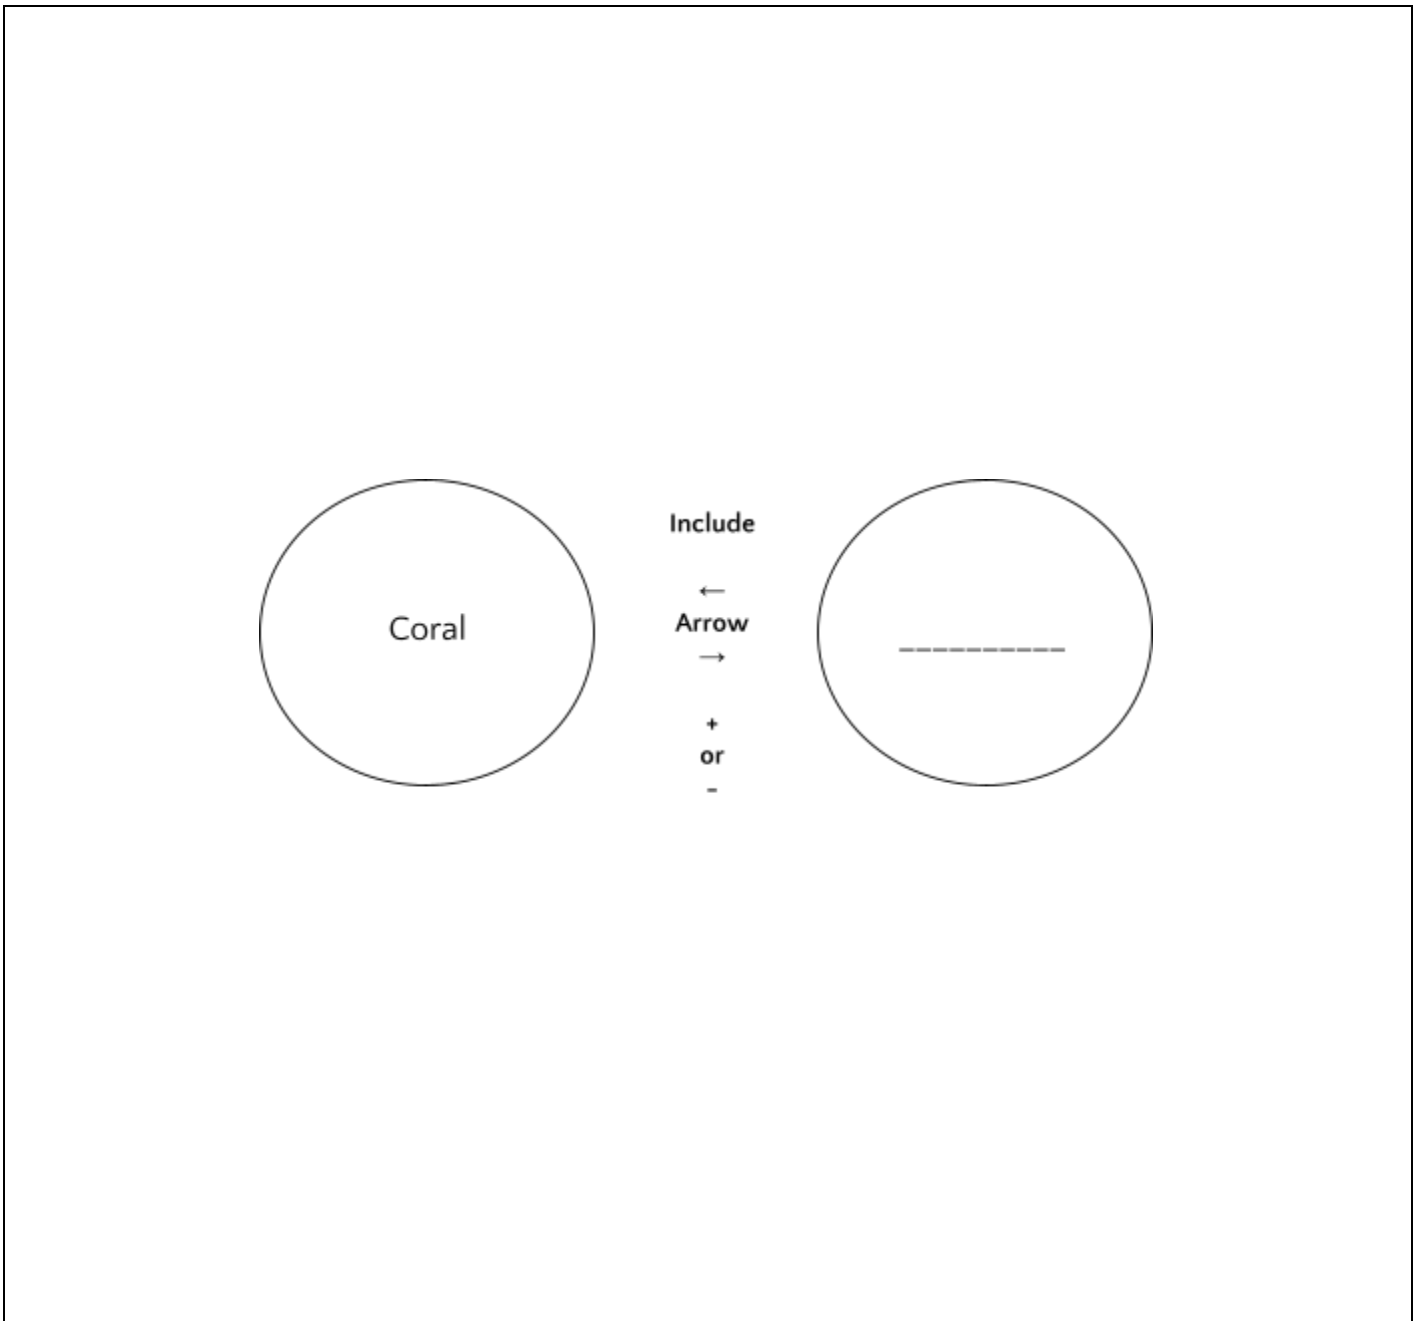 Include
←
Coral
Arrow
→
__________
+
or
-